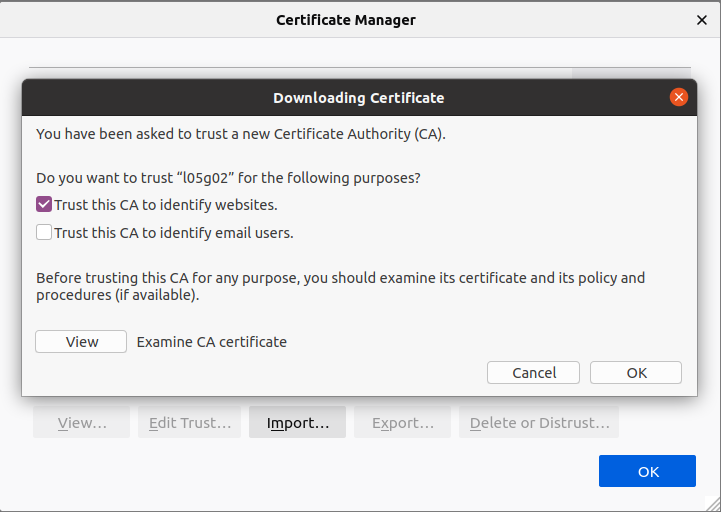 Certificate Manager
Downloading Certificate
You have been asked to trust a new Certificate Authority (CA).
Do you want to trust “l05g02” for the following purposes?
Trust this CA to identify websites.
Trust this CA to identify email users.
Before trusting this CA for any purpose, you should examine its certificate and its policy and
procedures (if available).
View Examine CA certificate
Cancel OK
View… Edit Trust… Import… Export… Delete or Distrust…
OK